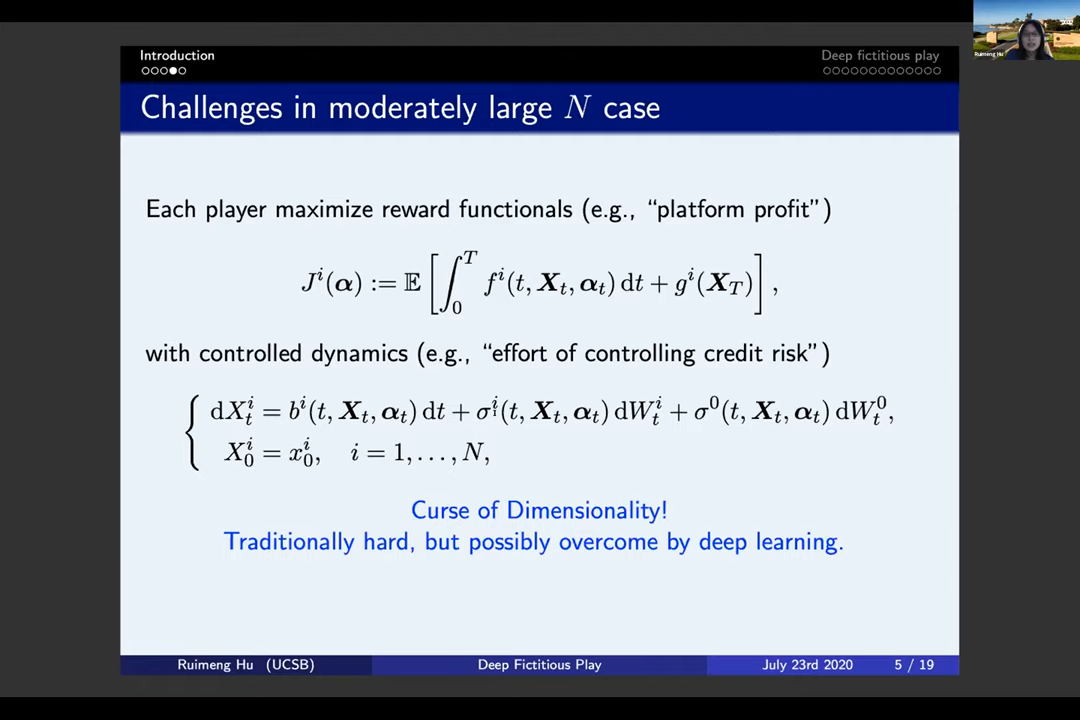 Introduction
Deep fictitious play
Challenges in moderately large N case
Each player maximize reward functionals (e.g., “platform profit”)
J^i(α) := 𝔼 [∫_0^T f^i(t, X_t, α_t) dt + g^i(X_T)],
with controlled dynamics (e.g., “effort of controlling credit risk”)
dX_t^i = b^i(t, X_t, α_t) dt + σ^i(t, X_t, α_t) dW_t^i + σ^0(t, X_t, α_t) dW_t^0,
X_0^i = x_0^i, i = 1, . . . , N,
Curse of Dimensionality!
Traditionally hard, but possibly overcome by deep learning.
Ruimeng Hu (UCSB)
Deep Fictitious Play
July 23rd 2020
5 / 19
Ruimeng Hu